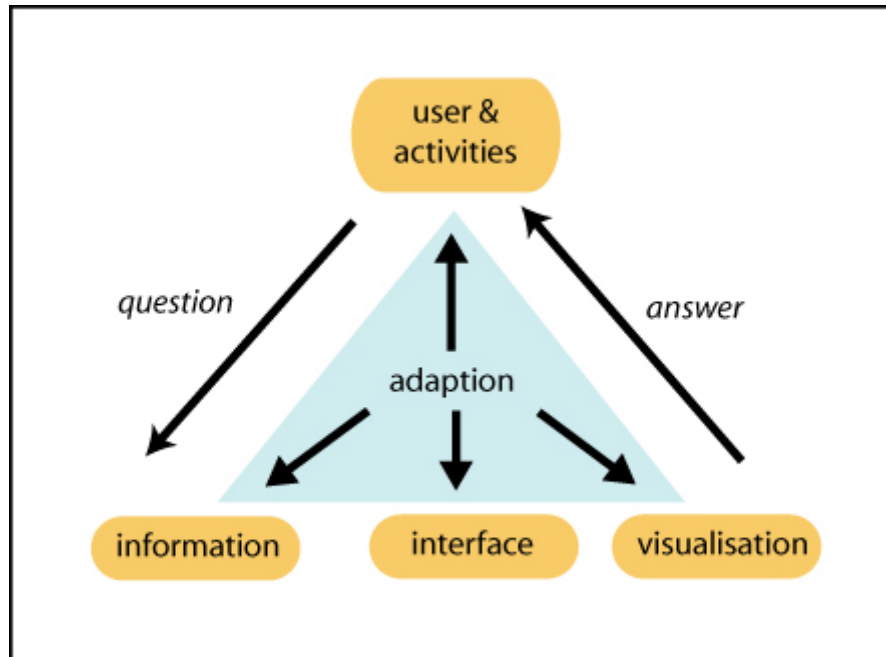 user &
activities
question
answer
adaption
information
interface
visualisation